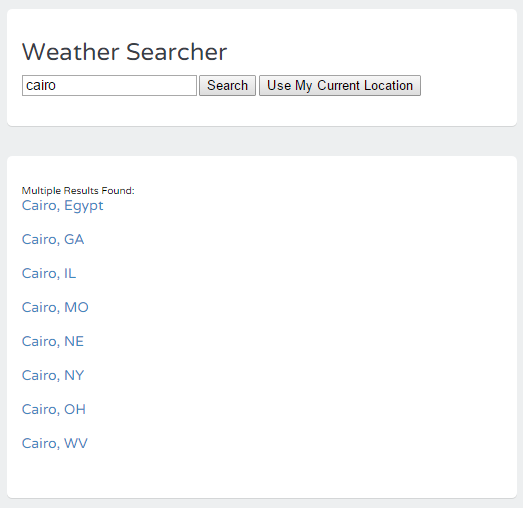 Weather Searcher
cairo Search Use My Current Location
Multiple Results Found:
Cairo, Egypt
Cairo, GA
Cairo, IL
Cairo, MO
Cairo, NE
Cairo, NY
Cairo, OH
Cairo, WV